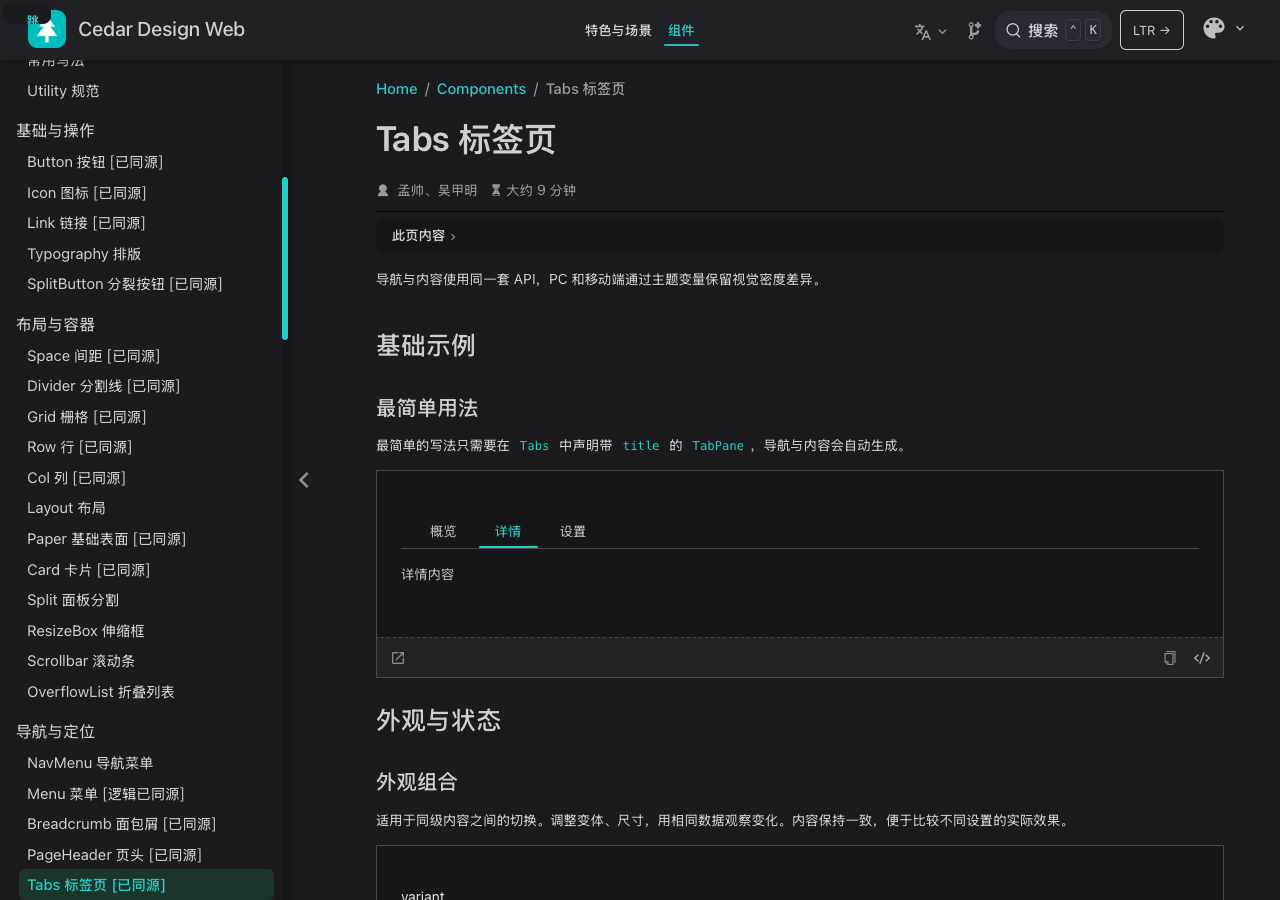 跳
Cedar Design Web
特色与场景
组件
搜索
^
K
LTR →
常用写法
Utility 规范
基础与操作
Button 按钮 [已同源]
Icon 图标 [已同源]
Link 链接 [已同源]
Typography 排版
SplitButton 分裂按钮 [已同源]
布局与容器
Space 间距 [已同源]
Divider 分割线 [已同源]
Grid 栅格 [已同源]
Row 行 [已同源]
Col 列 [已同源]
Layout 布局
Paper 基础表面 [已同源]
Card 卡片 [已同源]
Split 面板分割
ResizeBox 伸缩框
Scrollbar 滚动条
OverflowList 折叠列表
导航与定位
NavMenu 导航菜单
Menu 菜单 [逻辑已同源]
Breadcrumb 面包屑 [已同源]
PageHeader 页头 [已同源]
Tabs 标签页 [已同源]
Home / Components / Tabs 标签页
Tabs 标签页
孟帅、吴甲明 大约 9 分钟
此页内容 ›
导航与内容使用同一套 API，PC 和移动端通过主题变量保留视觉密度差异。
基础示例
最简单用法
最简单的写法只需要在 Tabs 中声明带 title 的 TabPane ，导航与内容会自动生成。
概览
详情
设置
详情内容
外观与状态
外观组合
适用于同级内容之间的切换。调整变体、尺寸，用相同数据观察变化。内容保持一致，便于比较不同设置的实际效果。
variant